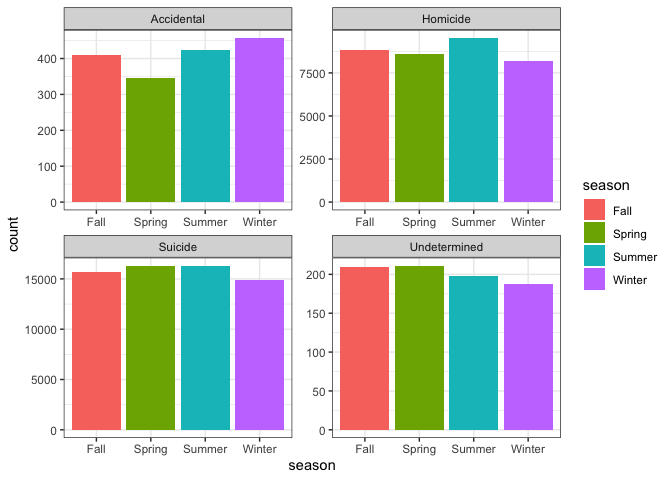 Accidental
Homicide
400
300
200
100
0
7500
5000
2500
0
Fall Spring Summer Winter
Fall Spring Summer Winter
count
Suicide
Undetermined
15000
10000
5000
0
200
150
100
50
0
Fall Spring Summer Winter
Fall Spring Summer Winter
season
season
Fall
Spring
Summer
Winter